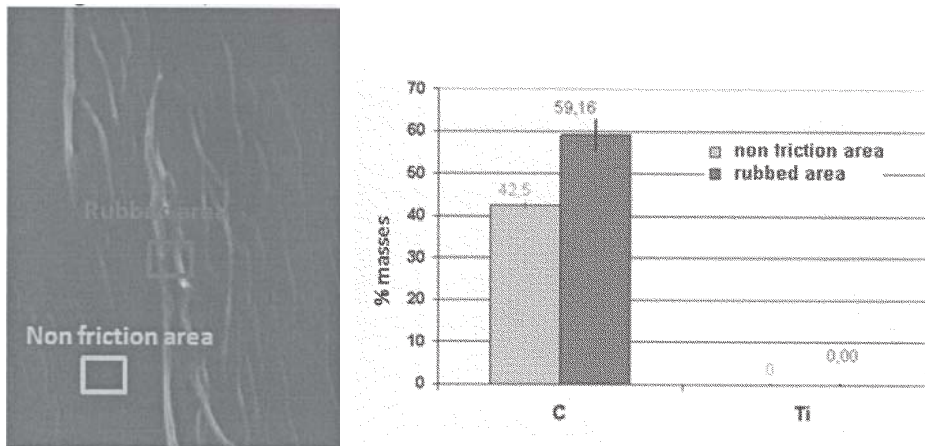 Rubbed area
Non friction area
70
60
50
40
30
20
10
0
% masses
59,16
42,5
0
0,00
non friction area
rubbed area
C
Ti